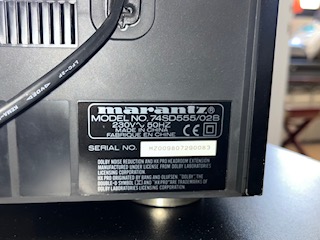 marantz
MODEL NO. 74SD555/02B
230V~ 50HZ
MADE IN CHINA
FABRIQUE EN CHINE
SERIAL NO.
DOLBY NOISE REDUCTION AND HX PRO HEADROOM EXTENSION
MANUFACTURED UNDER LICENSE FROM DOLBY LABORATORIES
LICENSING CORPORATION.
HX PRO ORIGINATED BY BANG AND OLUFSEN "DOLBY" THE
DOUBLE-D SYMBOL AND "HX PRO" ARE TRADEMARKS OF
DOLBY LABORATORIES LICENSING CORPORATION